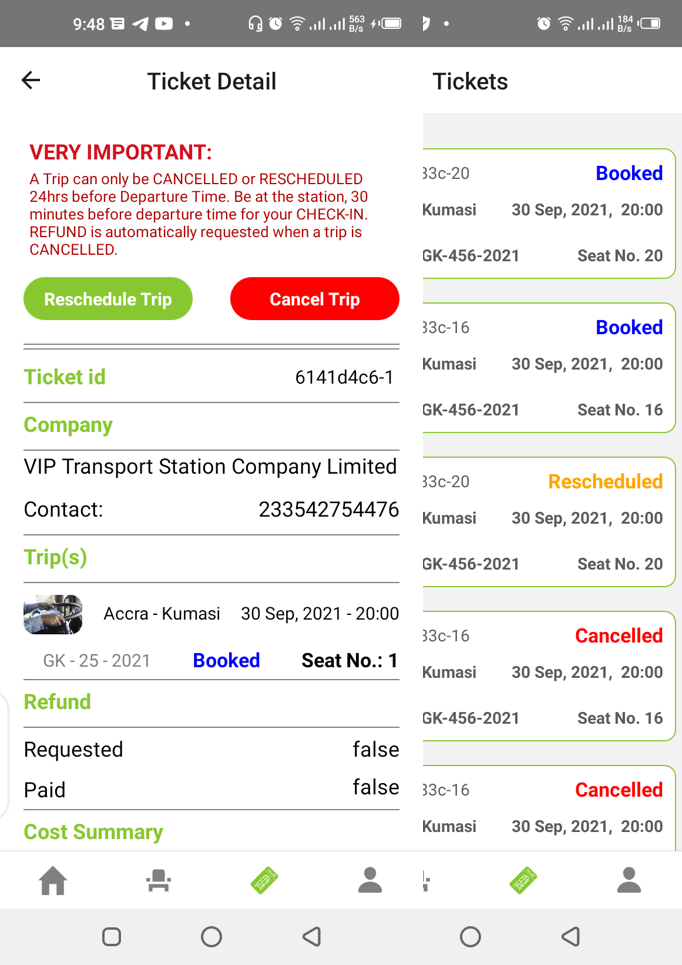 9:48
563 B/s
Ticket Detail
VERY IMPORTANT:
A Trip can only be CANCELLED or RESCHEDULED
24hrs before Departure Time. Be at the station, 30
minutes before departure time for your CHECK-IN.
REFUND is automatically requested when a trip is
CANCELLED.
Reschedule Trip Cancel Trip
Ticket id 6141d4c6-1
Company
VIP Transport Station Company Limited
Contact: 233542754476
Trip(s)
Accra - Kumasi 30 Sep, 2021 - 20:00
GK - 25 - 2021 Booked Seat No.: 1
Refund
Requested false
Paid false
Cost Summary
184 B/s
Tickets
33c-20 Booked
Kumasi 30 Sep, 2021, 20:00
GK-456-2021 Seat No. 20
33c-16 Booked
Kumasi 30 Sep, 2021, 20:00
GK-456-2021 Seat No. 16
33c-20 Rescheduled
Kumasi 30 Sep, 2021, 20:00
GK-456-2021 Seat No. 20
33c-16 Cancelled
Kumasi 30 Sep, 2021, 20:00
GK-456-2021 Seat No. 16
33c-16 Cancelled
Kumasi 30 Sep, 2021, 20:00